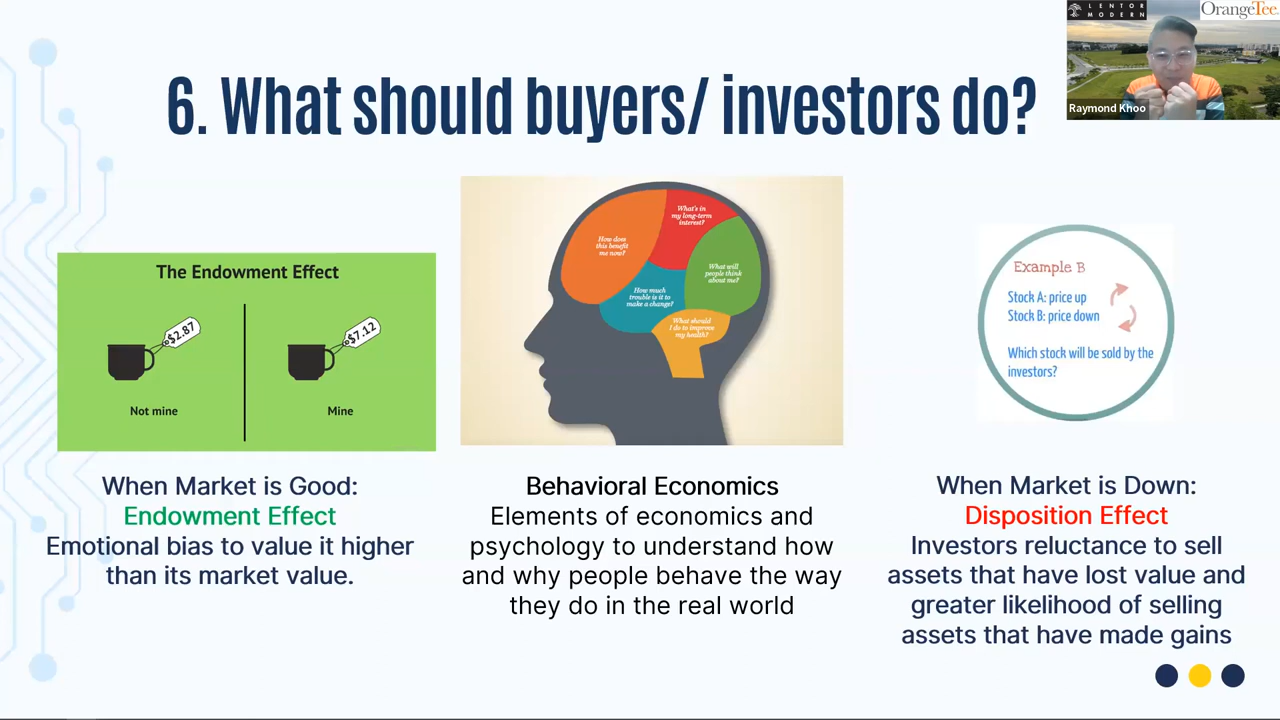 LENTOR
MODERN
OrangeTee
Raymond Khoo
6. What should buyers/ investors do?
The Endowment Effect
$2.87
$7.12
Not mine
Mine
When Market is Good:
Endowment Effect
Emotional bias to value it higher
than its market value.
How does
this benefit
me now?
What's in
my long-term
interest?
What will
people think
about me?
How much
trouble is it to
make a change?
What should
I do to improve
my health?
Behavioral Economics
Elements of economics and
psychology to understand how
and why people behave the way
they do in the real world
Example B
Stock A: price up
Stock B: price down
Which stock will be sold by the
investors?
When Market is Down:
Disposition Effect
Investors reluctance to sell
assets that have lost value and
greater likelihood of selling
assets that have made gains